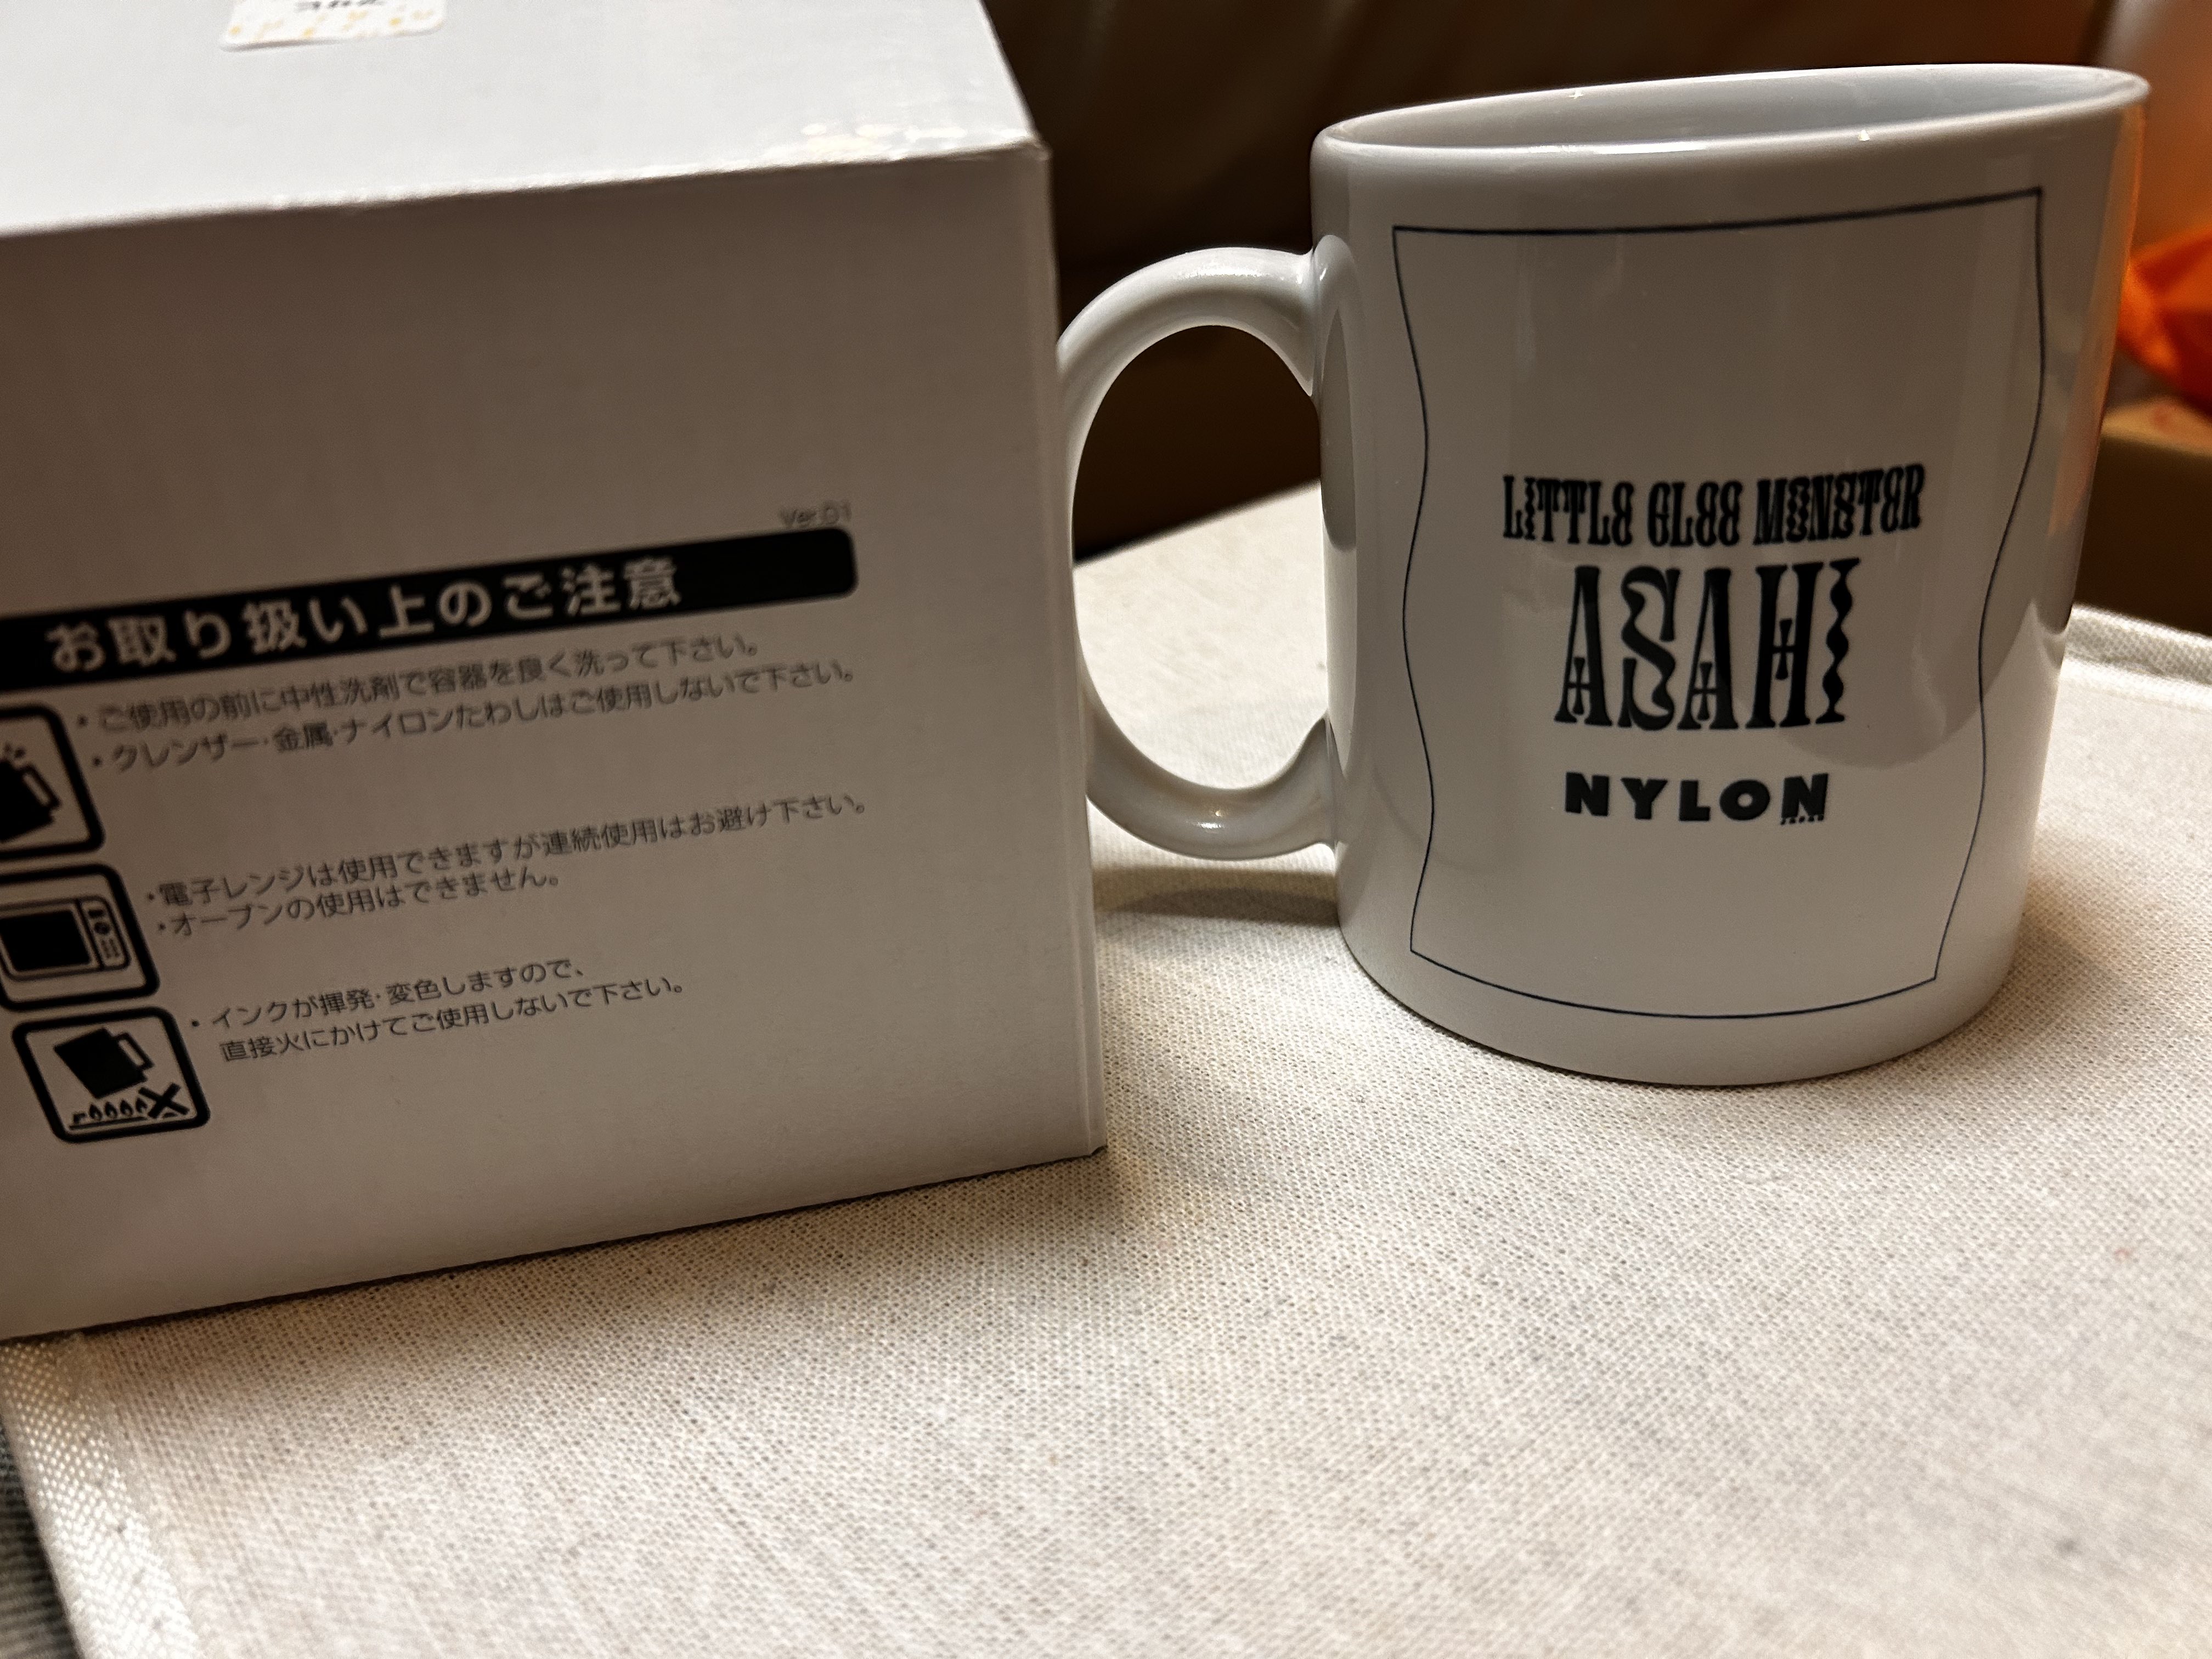 Ver.01
お取り扱い上のご注意
・ご使用の前に中性洗剤で容器を良く洗って下さい。
・クレンザー・金属・ナイロンたわしはご使用しないで下さい。
・電子レンジは使用できますが連続使用はお避け下さい。
・オーブンの使用はできません。
・インクが揮発・変色しますので、
直接火にかけてご使用しないで下さい。
LITTLE GLEE MONSTER
ASAHI
NYLON
JAPAN